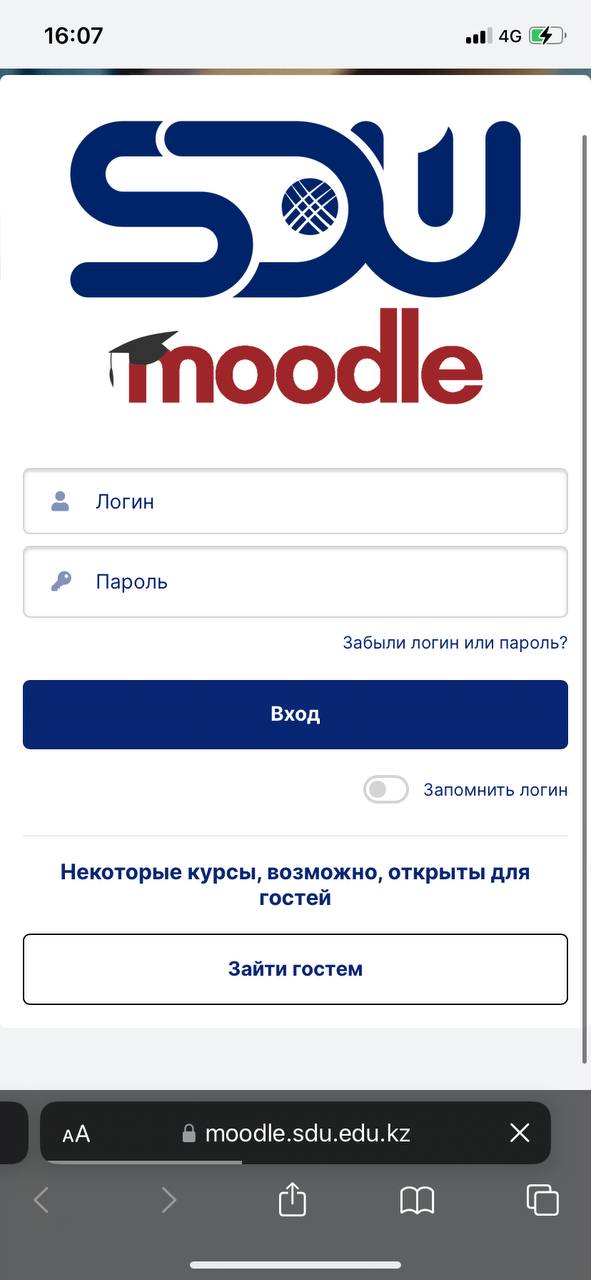 16:07
4G
SDU
moodle
Логин
Пароль
Забыли логин или пароль?
Вход
Запомнить логин
Некоторые курсы, возможно, открыты для
гостей
Зайти гостем
AA
moodle.sdu.edu.kz